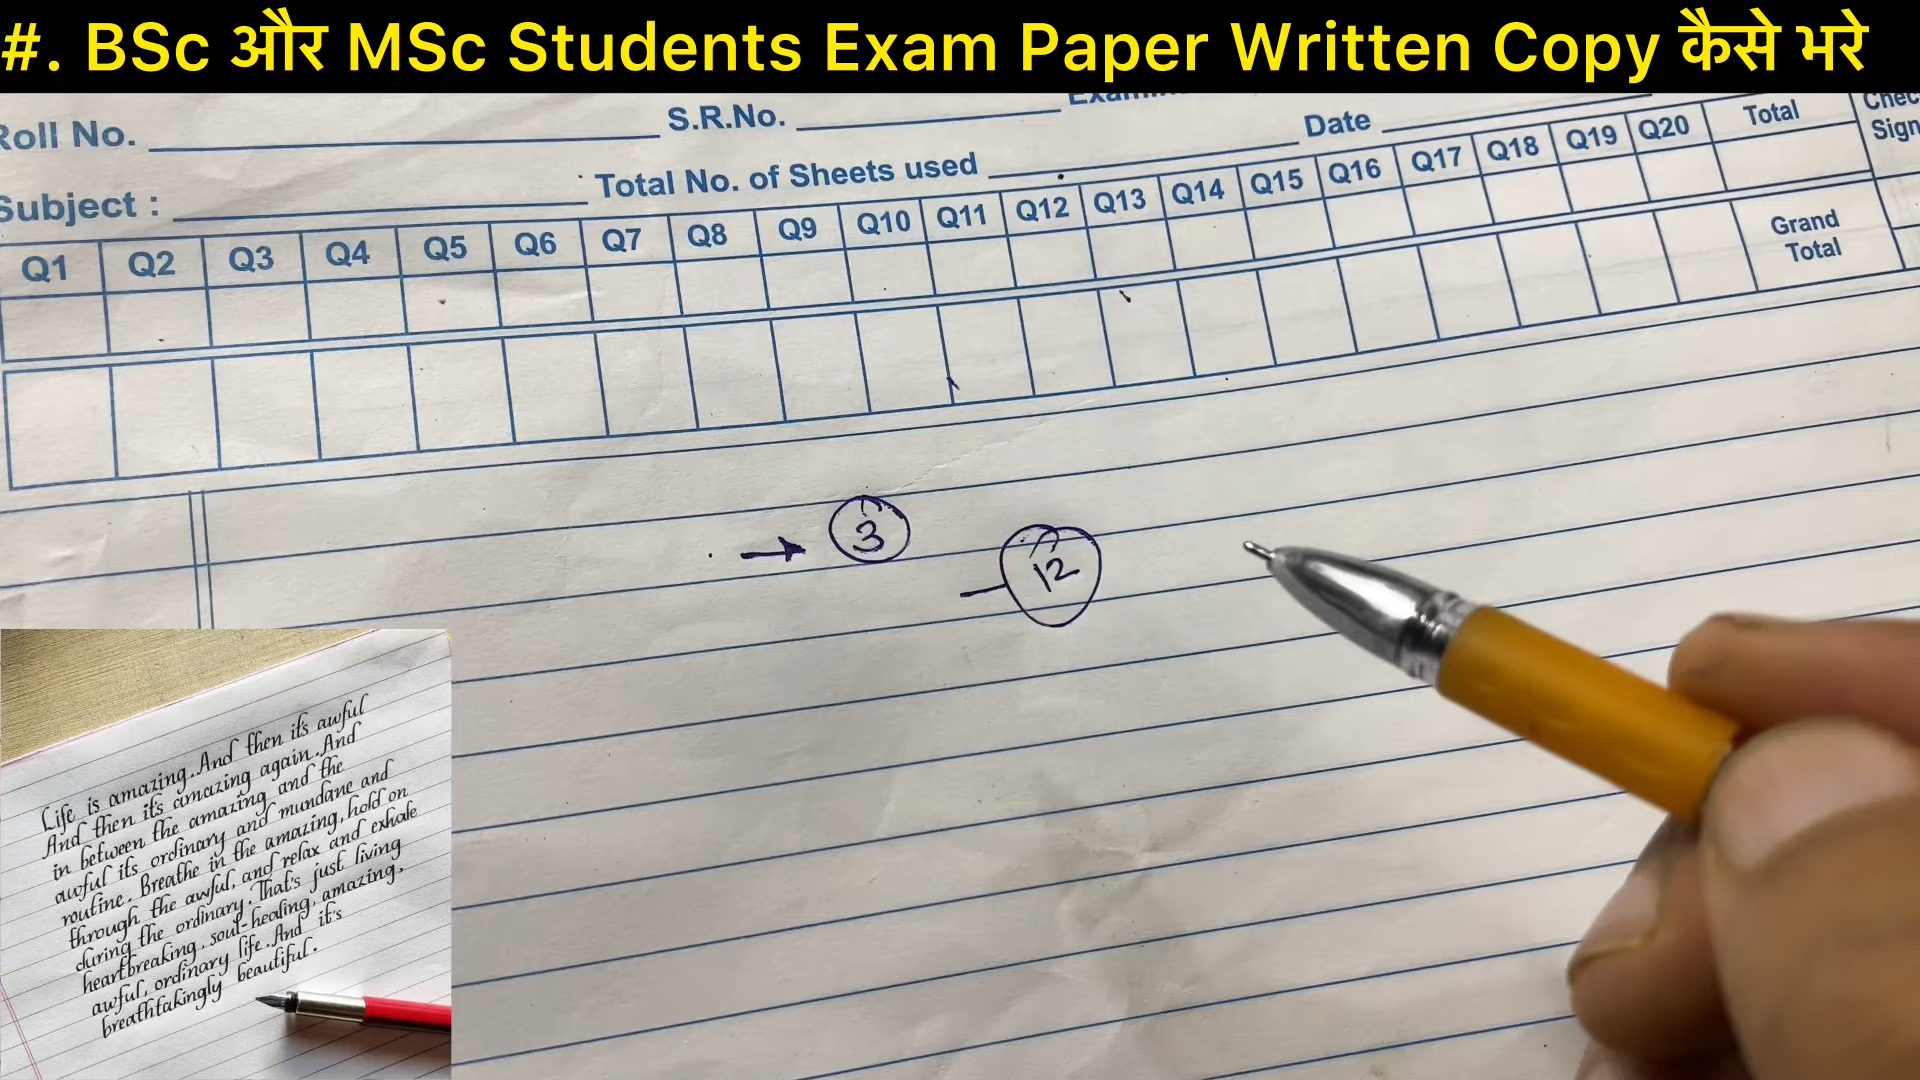 #. BSc और MSc Students Exam Paper Written Copy कैसे भरे
Roll No. S.R.No.
Date
Subject : Total No. of Sheets used
Q1 Q2 Q3 Q4 Q5 Q6 Q7 Q8 Q9 Q10 Q11 Q12 Q13 Q14 Q15 Q16 Q17 Q18 Q19 Q20 Total
Grand
Total
3
12
Life is amazing. And then it's awful
And then it's amazing again. And
in between the amazing and the
awful its ordinary and mundane and
routine. Breathe in the amazing, hold on
through the awful, and relax and exhale
during the ordinary. That's just living
heartbreaking, soul-healing, amazing,
awful, ordinary life. And it's
breathtakingly beautiful.